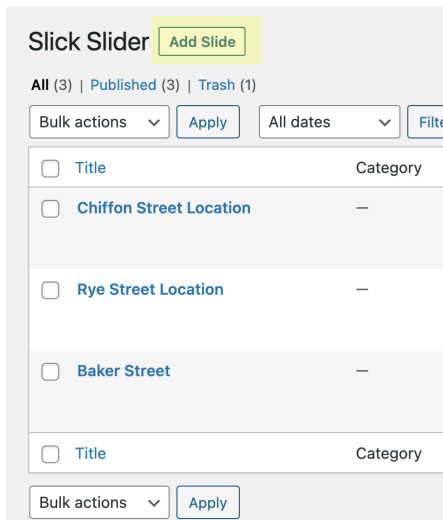 Slick Slider Add Slide
All (3) | Published (3) | Trash (1)
Bulk actions Apply All dates Filte
Title Category
Chiffon Street Location —
Rye Street Location —
Baker Street —
Title Category
Bulk actions Apply